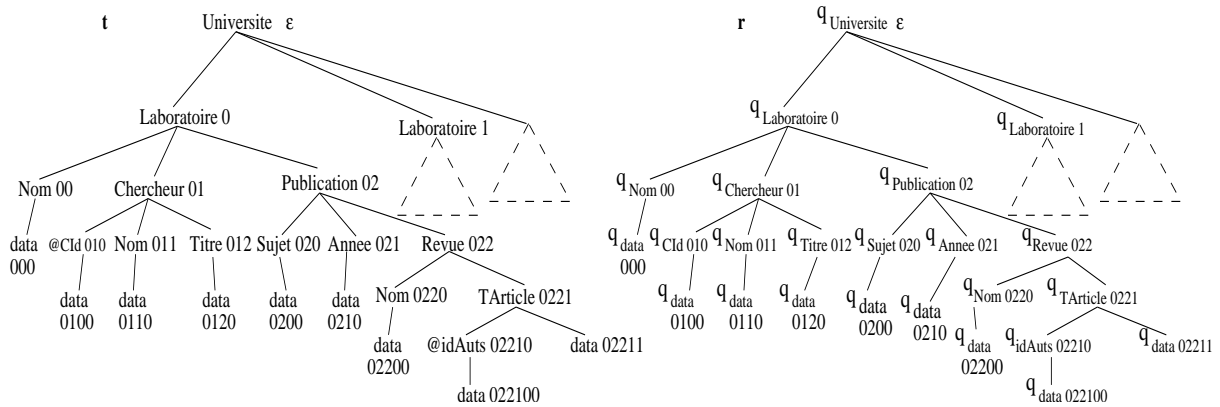 t Universite ε
Laboratoire 0
Laboratoire 1
Nom 00 Chercheur 01 Publication 02
data @CId 010 Nom 011 Titre 012 Sujet 020 Annee 021 Revue 022
000
data data data data data Nom 0220 TArticle 0221
0100 0110 0120 0200 0210
data @idAuts 02210 data 02211
02200
data 022100
r q Universite ε
q Laboratoire 0
q Laboratoire 1
q Nom 00 q Chercheur 01 q Publication 02
q data q CId 010 q Nom 011 q Titre 012 q Sujet 020 q Annee 021 q Revue 022
000
q data q data q data q data q data q Nom 0220 q TArticle 0221
0100 0110 0120 0200 0210
q data q idAuts 02210 q data 02211
02200
q data 022100